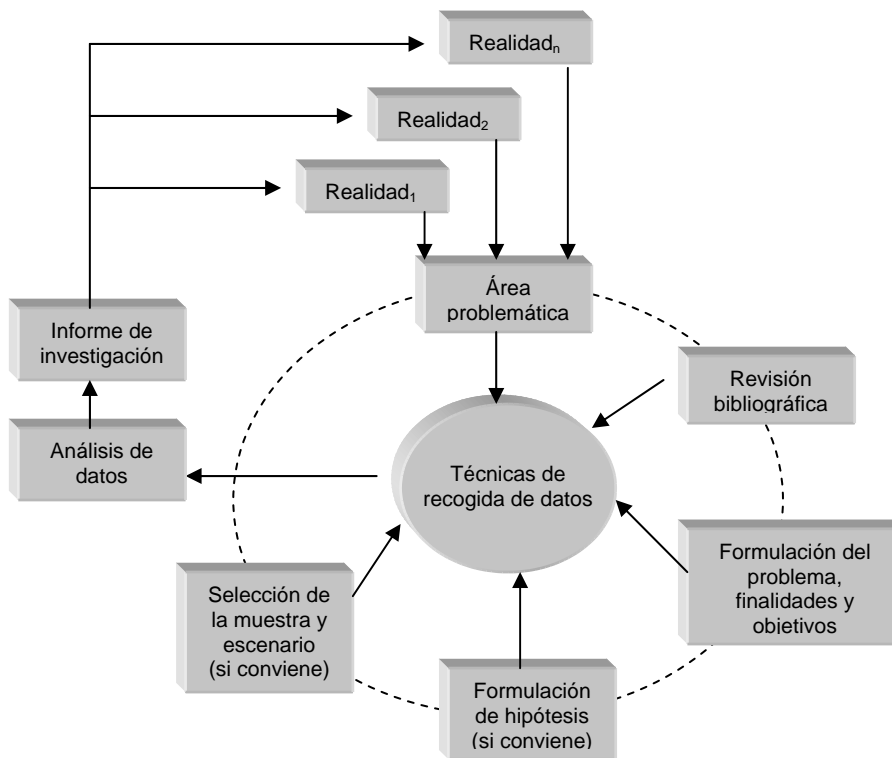 Realidadₙ
Realidad₂
Realidad₁
Área
problemática
Informe de
investigación
Revisión
bibliográfica
Análisis de
datos
Técnicas de
recogida de datos
Formulación del
problema,
finalidades y
objetivos
Selección de
la muestra y
escenario
(si conviene)
Formulación
de hipótesis
(si conviene)